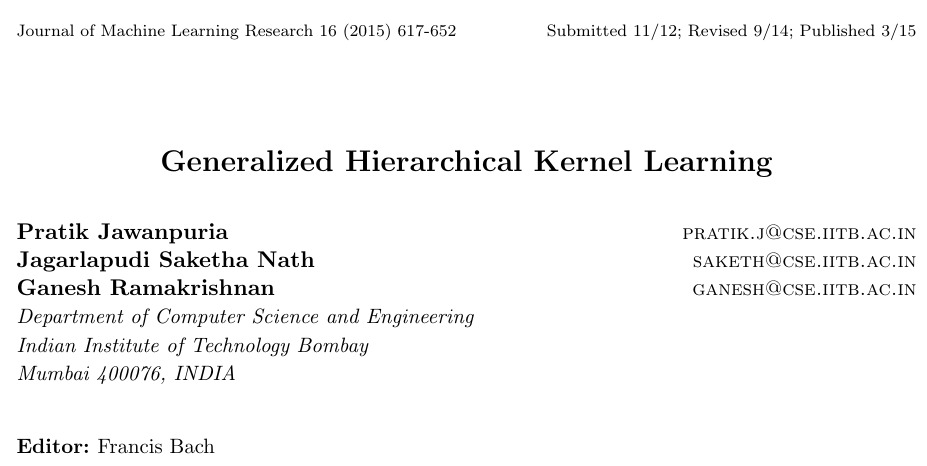 Journal of Machine Learning Research 16 (2015) 617-652 Submitted 11/12; Revised 9/14; Published 3/15
Generalized Hierarchical Kernel Learning
Pratik Jawanpuria PRATIK.J@CSE.IITB.AC.IN
Jagarlapudi Saketha Nath SAKETH@CSE.IITB.AC.IN
Ganesh Ramakrishnan GANESH@CSE.IITB.AC.IN
Department of Computer Science and Engineering
Indian Institute of Technology Bombay
Mumbai 400076, INDIA
Editor: Francis Bach